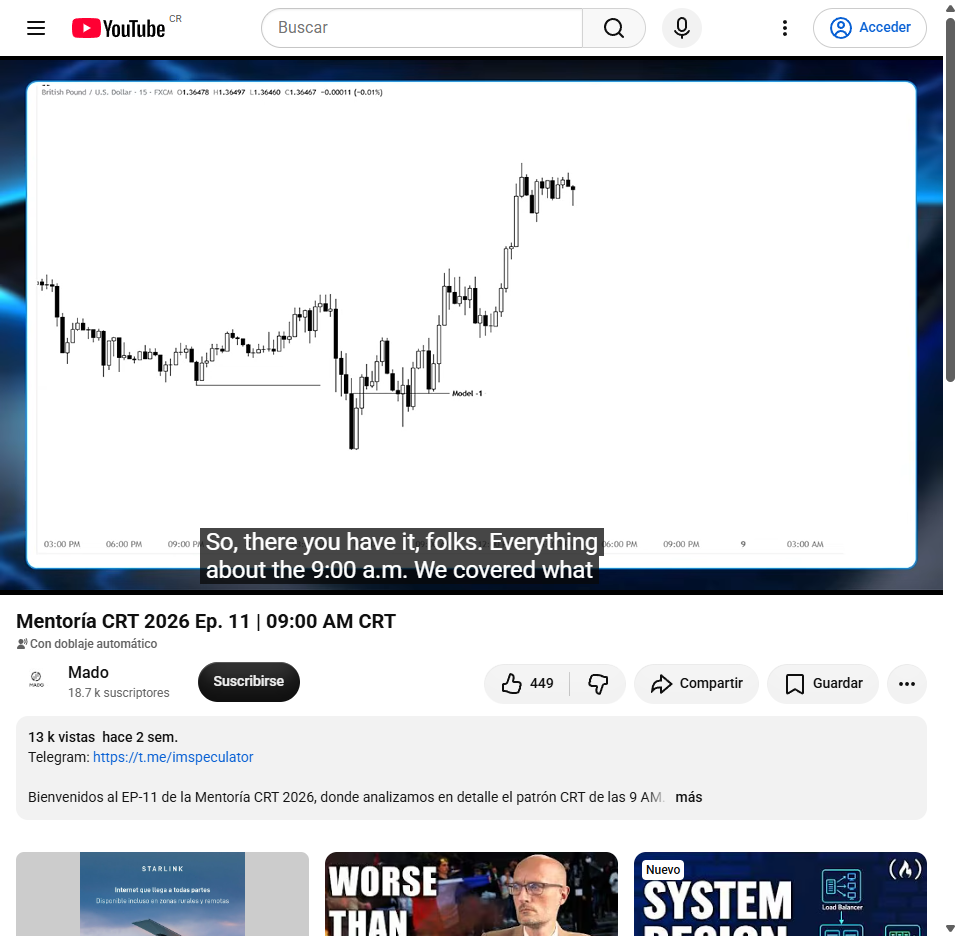 YouTube CR
Buscar
Acceder
British Pound / U.S. Dollar · 15 · FXCM O1.36478 H1.36497 L1.36460 C1.36467 −0.00011 (−0.01%)
Model -1
03:00 PM 06:00 PM 09:00 06:00 PM 09:00 PM 9 03:00 AM
So, there you have it, folks. Everything
about the 9:00 a.m. We covered what
Mentoría CRT 2026 Ep. 11 | 09:00 AM CRT
Con doblaje automático
MADO
Mado
18.7 k suscriptores
Suscribirse
449
Compartir
Guardar
13 k vistas hace 2 sem.
Telegram: https://t.me/imspeculator
Bienvenidos al EP-11 de la Mentoría CRT 2026, donde analizamos en detalle el patrón CRT de las 9 AM. más
STARLINK
Internet que llega a todas partes
Disponible incluso en zonas rurales y remotas
WORSE
THAN
Nuevo
SYSTEM
DESIGN
Load Balancer